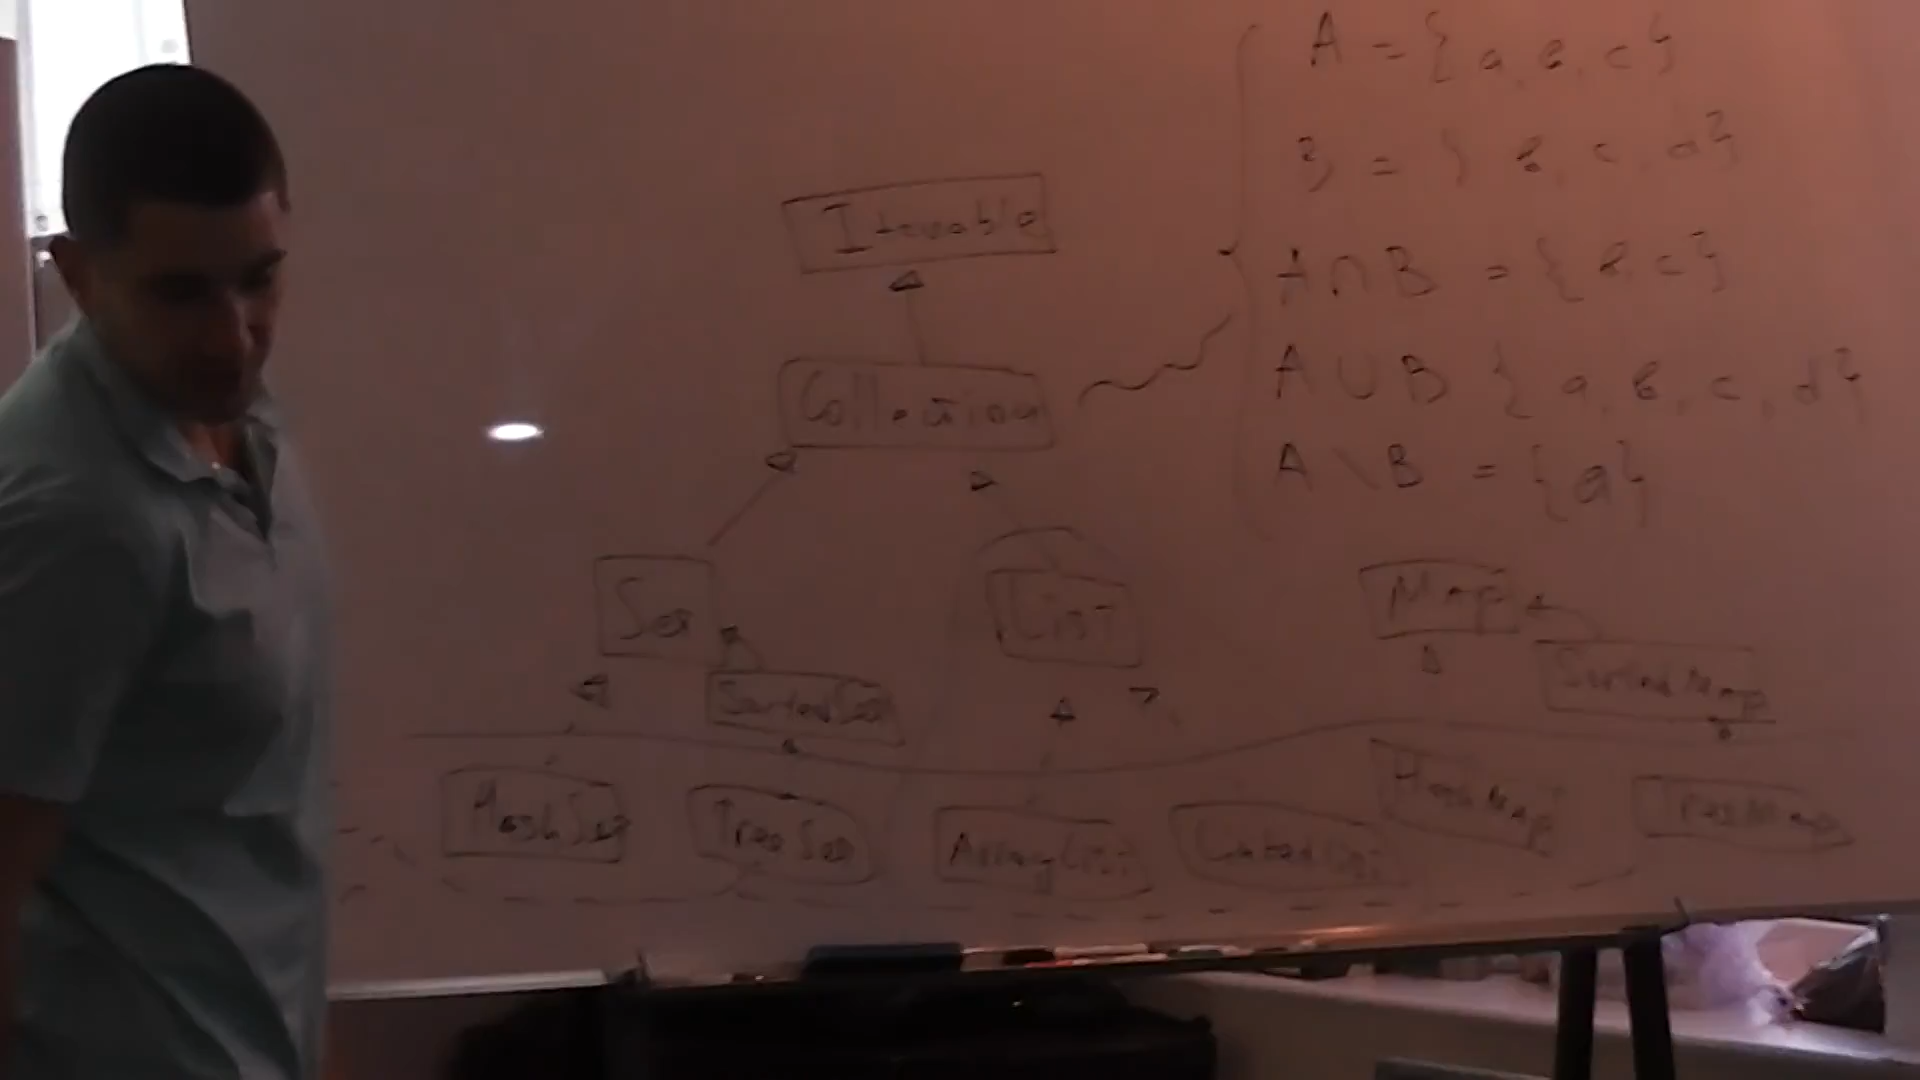 A = {a, в, c}
B = { в, c, d}
A ∩ B = {в, c}
A ∪ B { a, в, c, d}
A \ B = {a}
Iterable
Collection
Set
List
Map
SortedSet
SortedMap
HashSet
TreeSet
ArrayList
LinkedList
HashMap
TreeMap